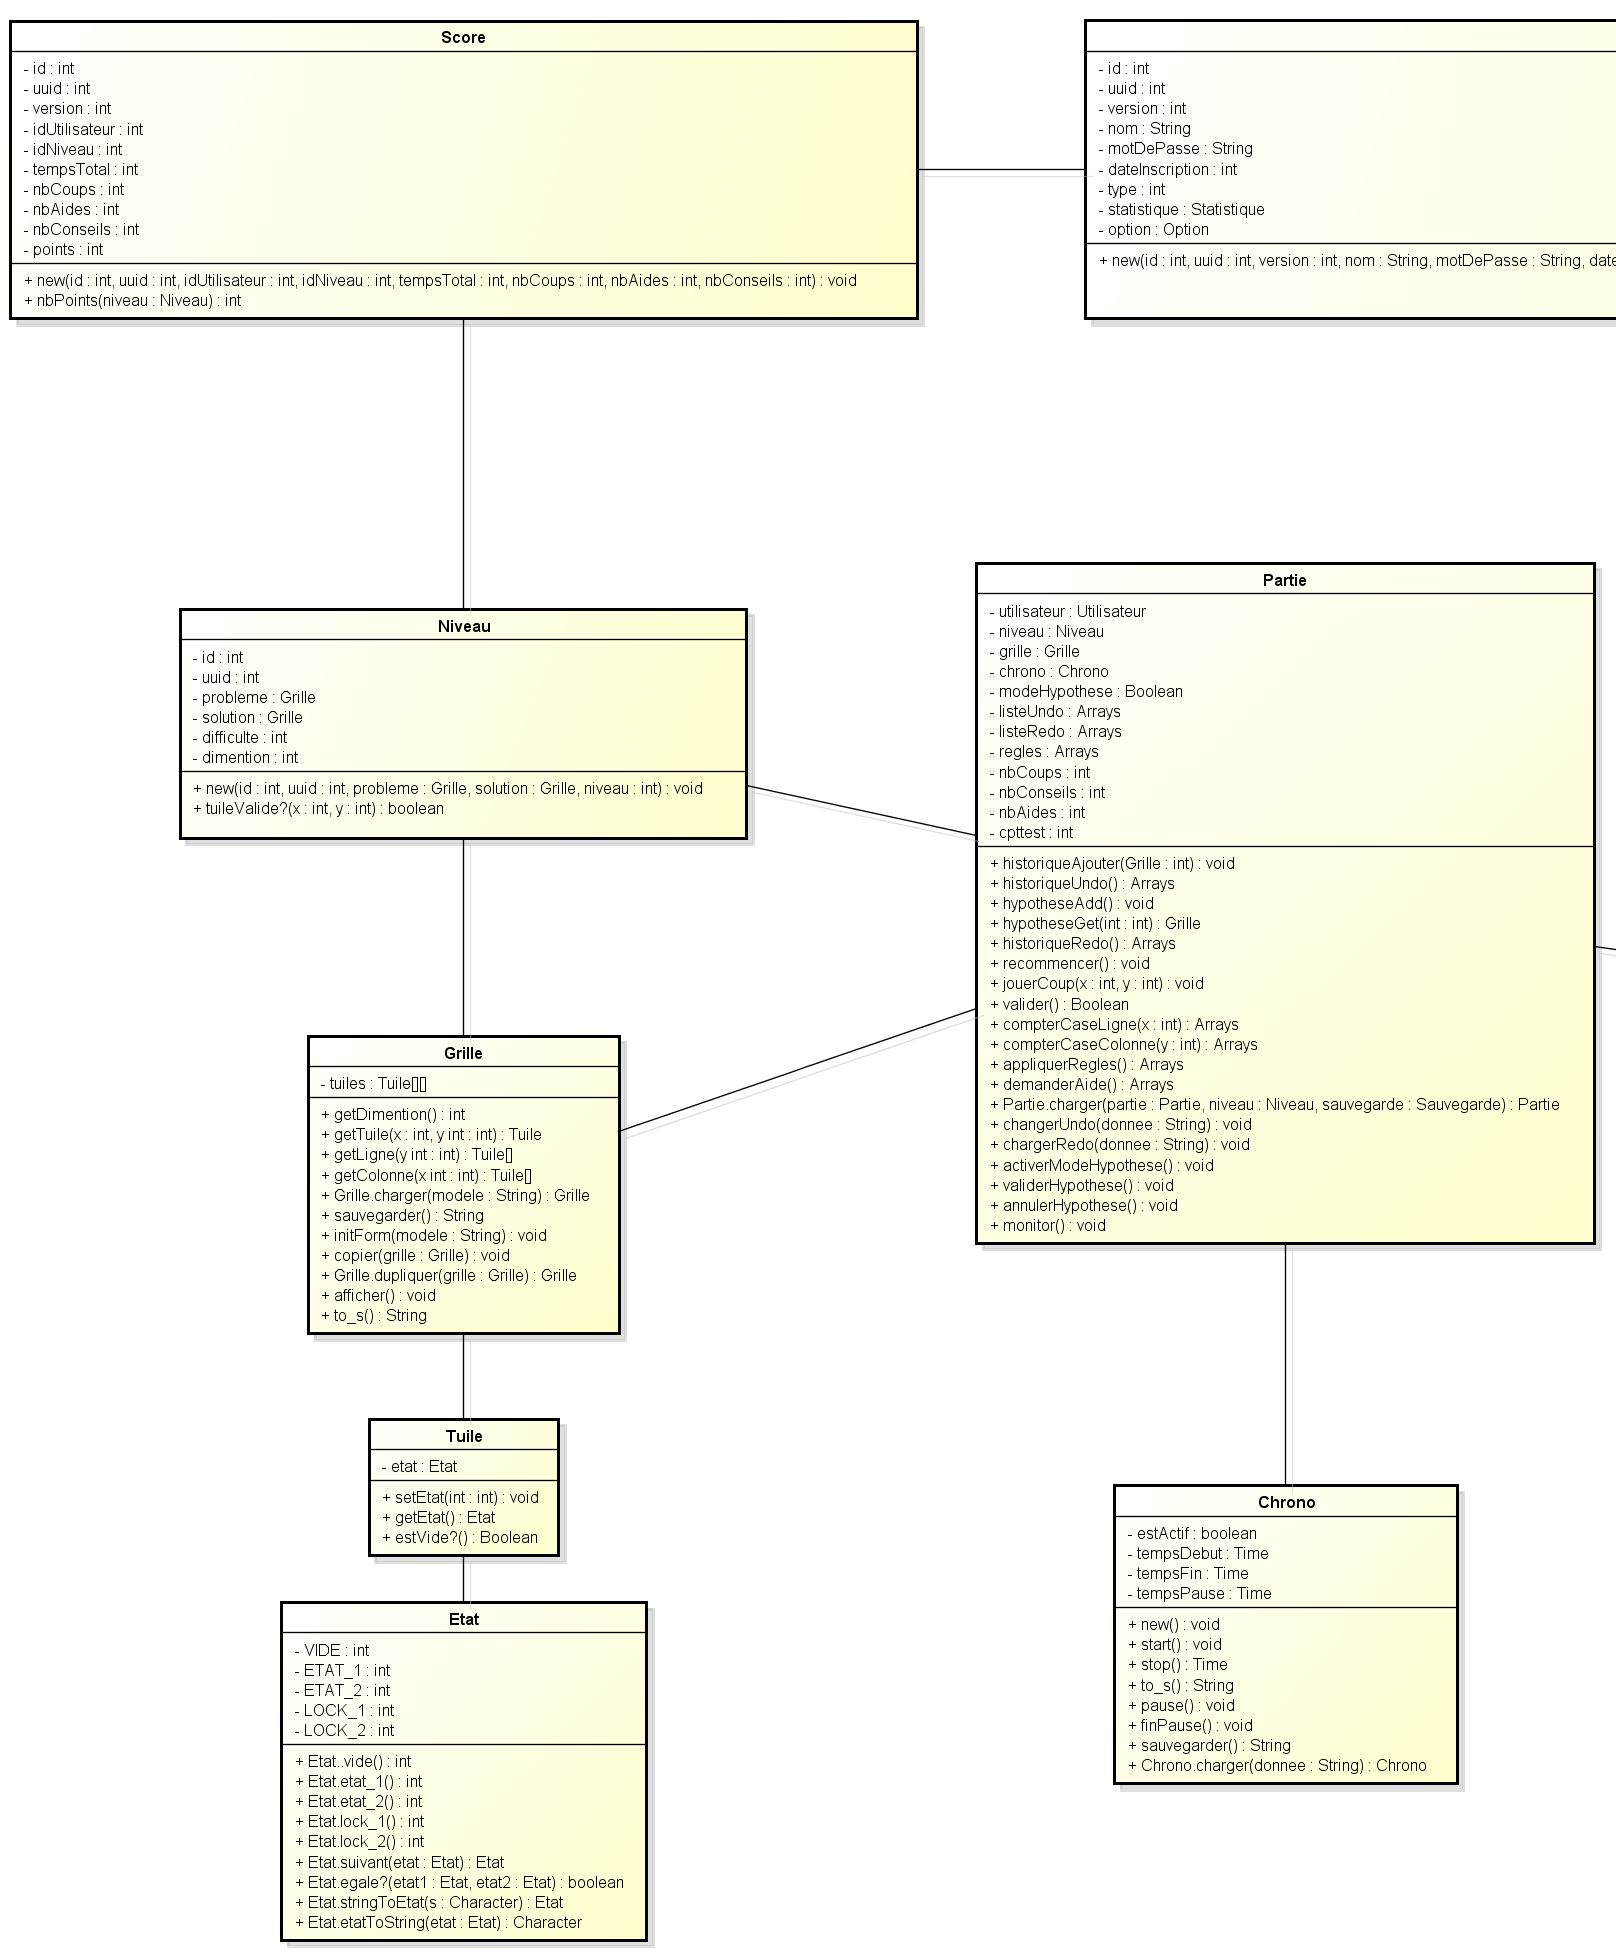 Score
- id : int
- uuid : int
- version : int
- idUtilisateur : int
- idNiveau : int
- tempsTotal : int
- nbCoups : int
- nbAides : int
- nbConseils : int
- points : int
+ new(id : int, uuid : int, idUtilisateur : int, idNiveau : int, tempsTotal : int, nbCoups : int, nbAides : int, nbConseils : int) : void
+ nbPoints(niveau : Niveau) : int
- id : int
- uuid : int
- version : int
- nom : String
- motDePasse : String
- dateInscription : int
- type : int
- statistique : Statistique
- option : Option
+ new(id : int, uuid : int, version : int, nom : String, motDePasse : String, date
Niveau
- id : int
- uuid : int
- probleme : Grille
- solution : Grille
- difficulte : int
- dimention : int
+ new(id : int, uuid : int, probleme : Grille, solution : Grille, niveau : int) : void
+ tuileValide?(x : int, y : int) : boolean
Partie
- utilisateur : Utilisateur
- niveau : Niveau
- grille : Grille
- chrono : Chrono
- modeHypothese : Boolean
- listeUndo : Arrays
- listeRedo : Arrays
- regles : Arrays
- nbCoups : int
- nbConseils : int
- nbAides : int
- cpttest : int
+ historiqueAjouter(Grille : int) : void
+ historiqueUndo() : Arrays
+ hypotheseAdd() : void
+ hypotheseGet(int : int) : Grille
+ historiqueRedo() : Arrays
+ recommencer() : void
+ jouerCoup(x : int, y : int) : void
+ valider() : Boolean
+ compterCaseLigne(x : int) : Arrays
+ compterCaseColonne(y : int) : Arrays
+ appliquerRegles() : Arrays
+ demanderAide() : Arrays
+ Partie.charger(partie : Partie, niveau : Niveau, sauvegarde : Sauvegarde) : Partie
+ changerUndo(donnee : String) : void
+ chargerRedo(donnee : String) : void
+ activerModeHypothese() : void
+ validerHypothese() : void
+ annulerHypothese() : void
+ monitor() : void
Grille
- tuiles : Tuile[][]
+ getDimention() : int
+ getTuile(x : int, y int : int) : Tuile
+ getLigne(y int : int) : Tuile[]
+ getColonne(x int : int) : Tuile[]
+ Grille.charger(modele : String) : Grille
+ sauvegarder() : String
+ initForm(modele : String) : void
+ copier(grille : Grille) : void
+ Grille.dupliquer(grille : Grille) : Grille
+ afficher() : void
+ to_s() : String
Tuile
- etat : Etat
+ setEtat(int : int) : void
+ getEtat() : Etat
+ estVide?() : Boolean
Chrono
- estActif : boolean
- tempsDebut : Time
- tempsFin : Time
- tempsPause : Time
+ new() : void
+ start() : void
+ stop() : Time
+ to_s() : String
+ pause() : void
+ finPause() : void
+ sauvegarder() : String
+ Chrono.charger(donnee : String) : Chrono
Etat
- VIDE : int
- ETAT_1 : int
- ETAT_2 : int
- LOCK_1 : int
- LOCK_2 : int
+ Etat..vide() : int
+ Etat.etat_1() : int
+ Etat.etat_2() : int
+ Etat.lock_1() : int
+ Etat.lock_2() : int
+ Etat.suivant(etat : Etat) : Etat
+ Etat.egale?(etat1 : Etat, etat2 : Etat) : boolean
+ Etat.stringToEtat(s : Character) : Etat
+ Etat.etatToString(etat : Etat) : Character